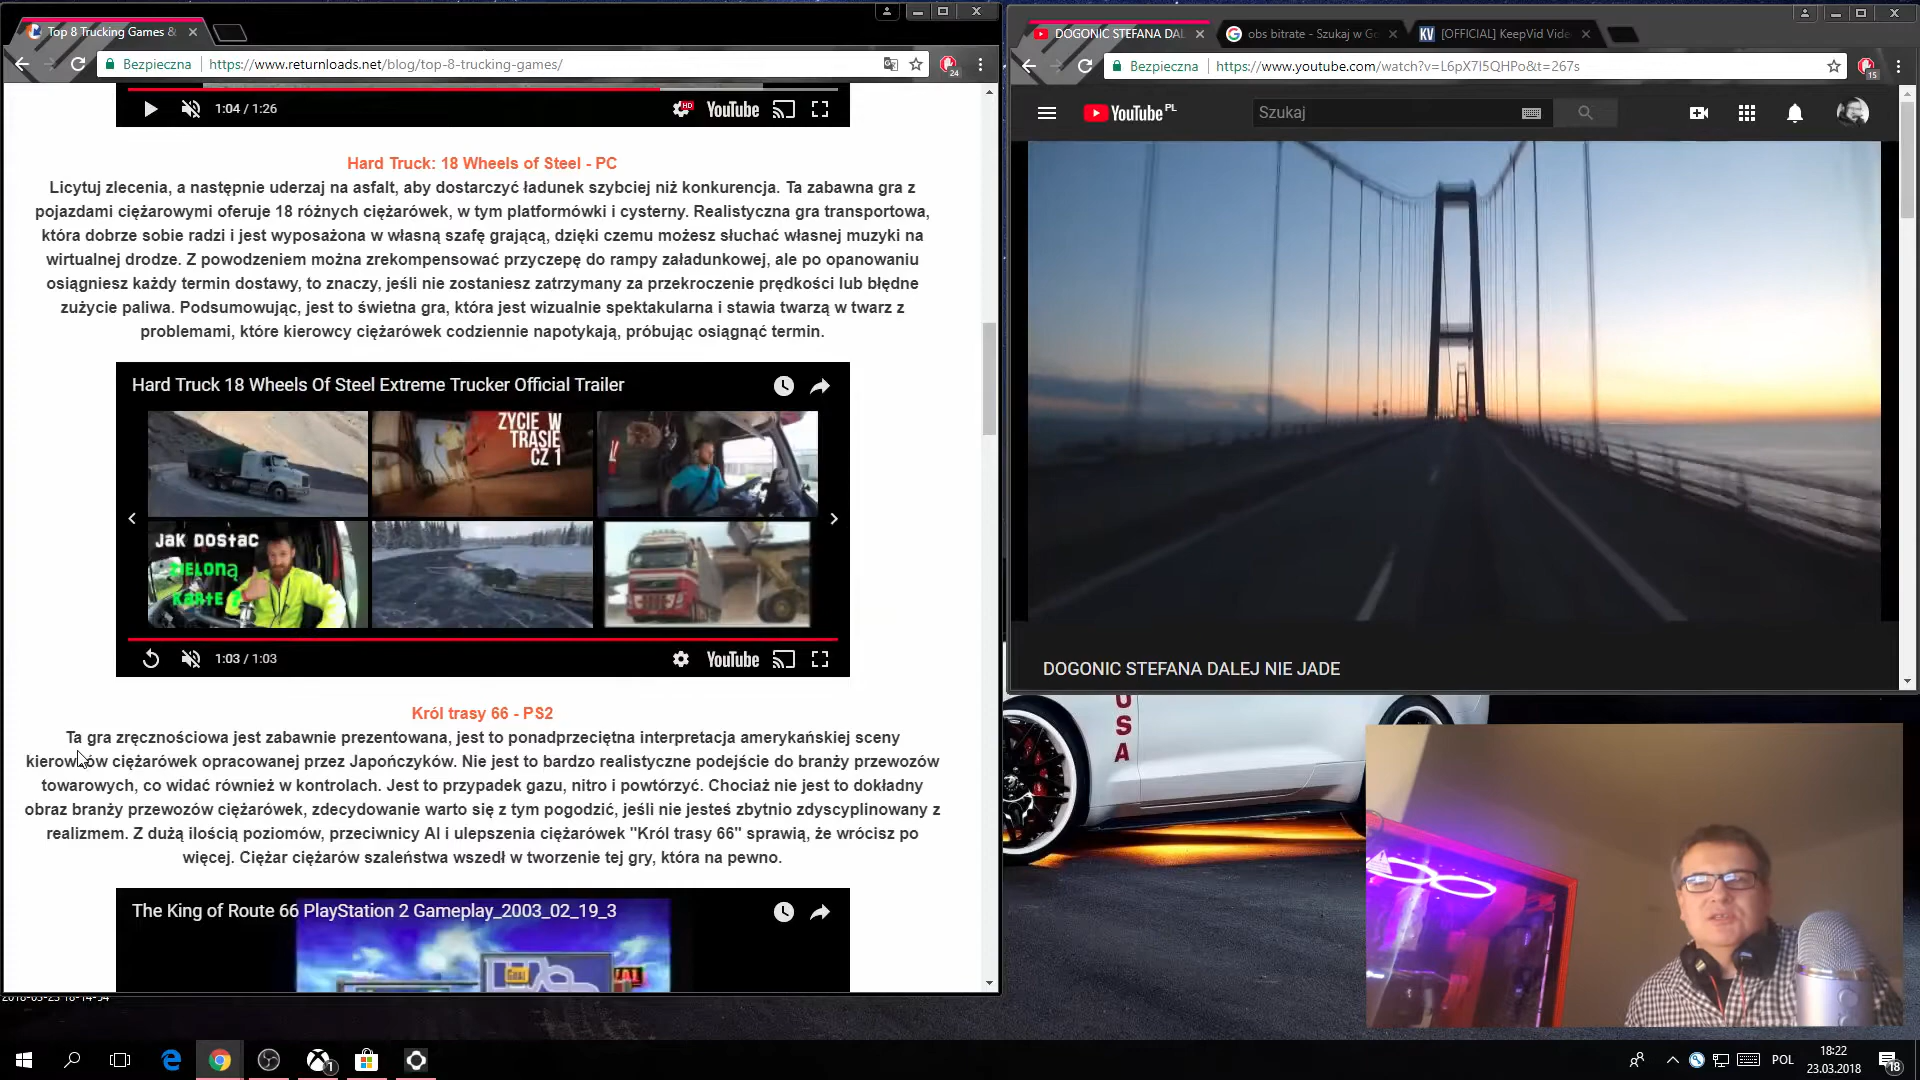 Top 8 Trucking Games &
Bezpieczna
https://www.returnloads.net/blog/top-8-trucking-games/
24
1:04 / 1:26
HD
YouTube
Hard Truck: 18 Wheels of Steel - PC
Licytuj zlecenia, a następnie uderzaj na asfalt, aby dostarczyć ładunek szybciej niż konkurencja. Ta zabawna gra z
pojazdami ciężarowymi oferuje 18 różnych ciężarówek, w tym platformówki i cysterny. Realistyczna gra transportowa,
która dobrze sobie radzi i jest wyposażona w własną szafę grającą, dzięki czemu możesz słuchać własnej muzyki na
wirtualnej drodze. Z powodzeniem można zrekompensować przyczepę do rampy załadunkowej, ale po opanowaniu
osiągniesz każdy termin dostawy, to znaczy, jeśli nie zostaniesz zatrzymany za przekroczenie prędkości lub błędne
zużycie paliwa. Podsumowując, jest to świetna gra, która jest wizualnie spektakularna i stawia twarzą w twarz z
problemami, które kierowcy ciężarówek codziennie napotykają, próbując osiągnąć termin.
Hard Truck 18 Wheels Of Steel Extreme Trucker Official Trailer
ŻYCIE W
TRASIE
CZ 1
JAK DOSTAĆ
ZIELONĄ
KARTE ?
1:03 / 1:03
YouTube
Król trasy 66 - PS2
Ta gra zręcznościowa jest zabawnie prezentowana, jest to ponadprzeciętna interpretacja amerykańskiej sceny
kierowców ciężarówek opracowanej przez Japończyków. Nie jest to bardzo realistyczne podejście do branży przewozów
towarowych, co widać również w kontrolach. Jest to przypadek gazu, nitro i powtórzyć. Chociaż nie jest to dokładny
obraz branży przewozów ciężarówek, zdecydowanie warto się z tym pogodzić, jeśli nie jesteś zbytnio zdyscyplinowany z
realizmem. Z dużą ilością poziomów, przeciwnicy AI i ulepszenia ciężarówek "Król trasy 66" sprawią, że wrócisz po
więcej. Ciężar ciężarów szaleństwa wszedł w tworzenie tej gry, która na pewno.
The King of Route 66 PlayStation 2 Gameplay_2003_02_19_3
DOGONIC STEFANA DAL
obs bitrate - Szukaj w Go
[OFFICIAL] KeepVid Vide
Bezpieczna
https://www.youtube.com/watch?v=L6pX7I5QHPo&t=267s
15
YouTube PL
Szukaj
DOGONIC STEFANA DALEJ NIE JADE
USA
1
POL
18:22
23.03.2018
18